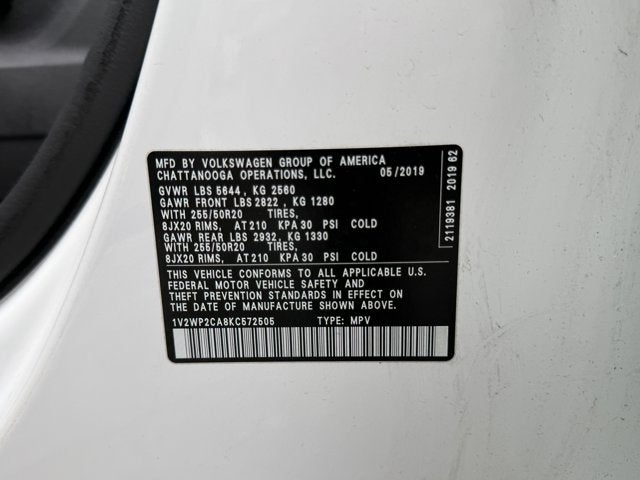 MFD BY VOLKSWAGEN GROUP OF AMERICA
CHATTANOOGA OPERATIONS, LLC. 05/2019
GVWR LBS 5644 , KG 2560
GAWR FRONT LBS 2822 , KG 1280
WITH 255/50R20 TIRES,
8JX20 RIMS, AT 210 KPA 30 PSI COLD
GAWR REAR LBS 2932, KG 1330
WITH 255/50R20 TIRES,
8JX20 RIMS, AT 210 KPA 30 PSI COLD
THIS VEHICLE CONFORMS TO ALL APPLICABLE U.S.
FEDERAL MOTOR VEHICLE SAFETY AND
THEFT PREVENTION STANDARDS IN EFFECT ON
THE DATE OF MANUFACTURE SHOWN ABOVE.
1V2WP2CA8KC572505 TYPE: MPV
2119381 2019 62